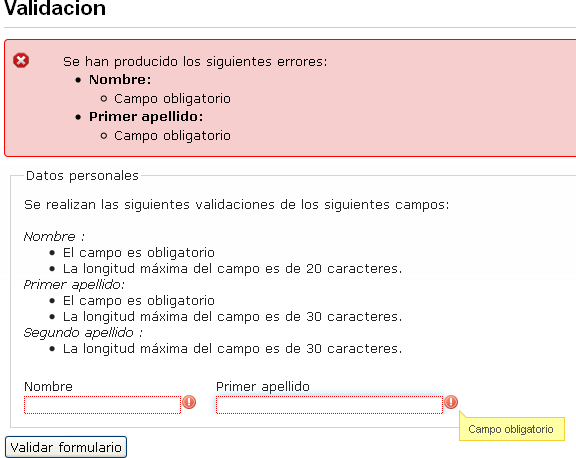 Validacion
Se han producido los siguientes errores:
Nombre:
Campo obligatorio
Primer apellido:
Campo obligatorio
Datos personales
Se realizan las siguientes validaciones de los siguientes campos:
Nombre :
El campo es obligatorio
La longitud máxima del campo es de 20 caracteres.
Primer apellido:
El campo es obligatorio
La longitud máxima del campo es de 30 caracteres.
Segundo apellido :
La longitud máxima del campo es de 30 caracteres.
Nombre Primer apellido
Campo obligatorio
Validar formulario